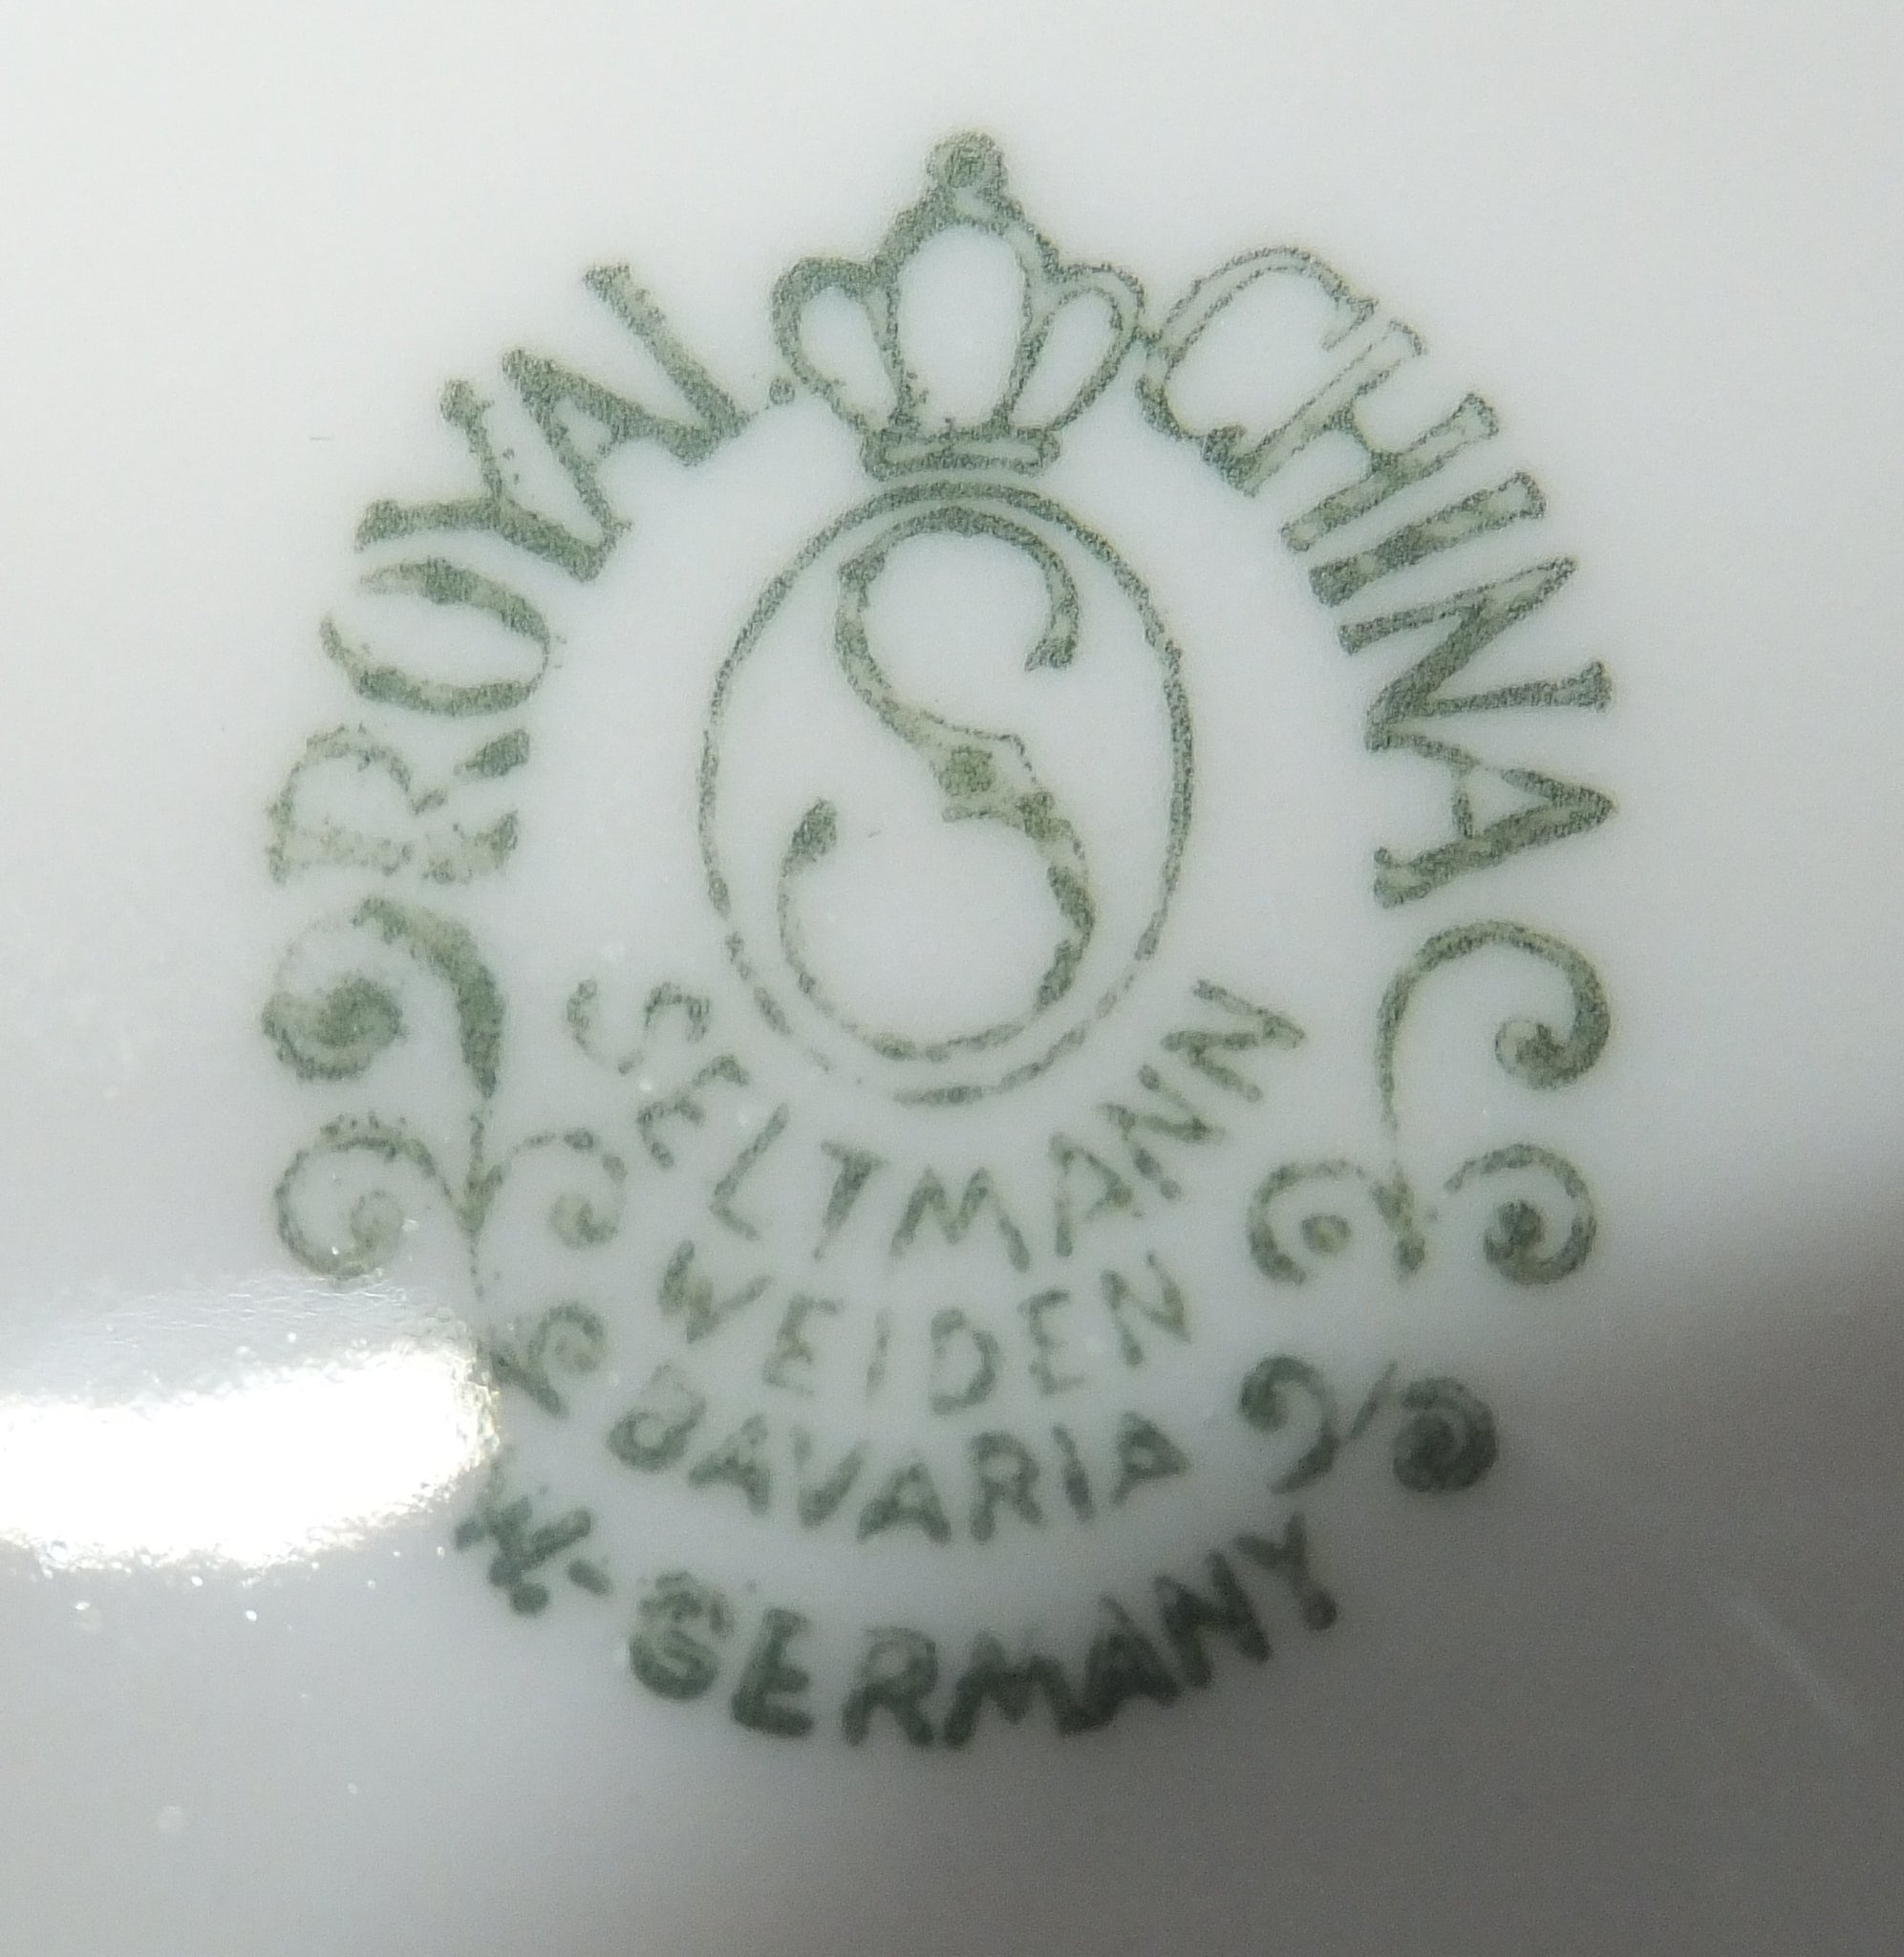 ROYAL CHINA
S
SELTMANN
WEIDEN
BAVARIA
W.-GERMANY